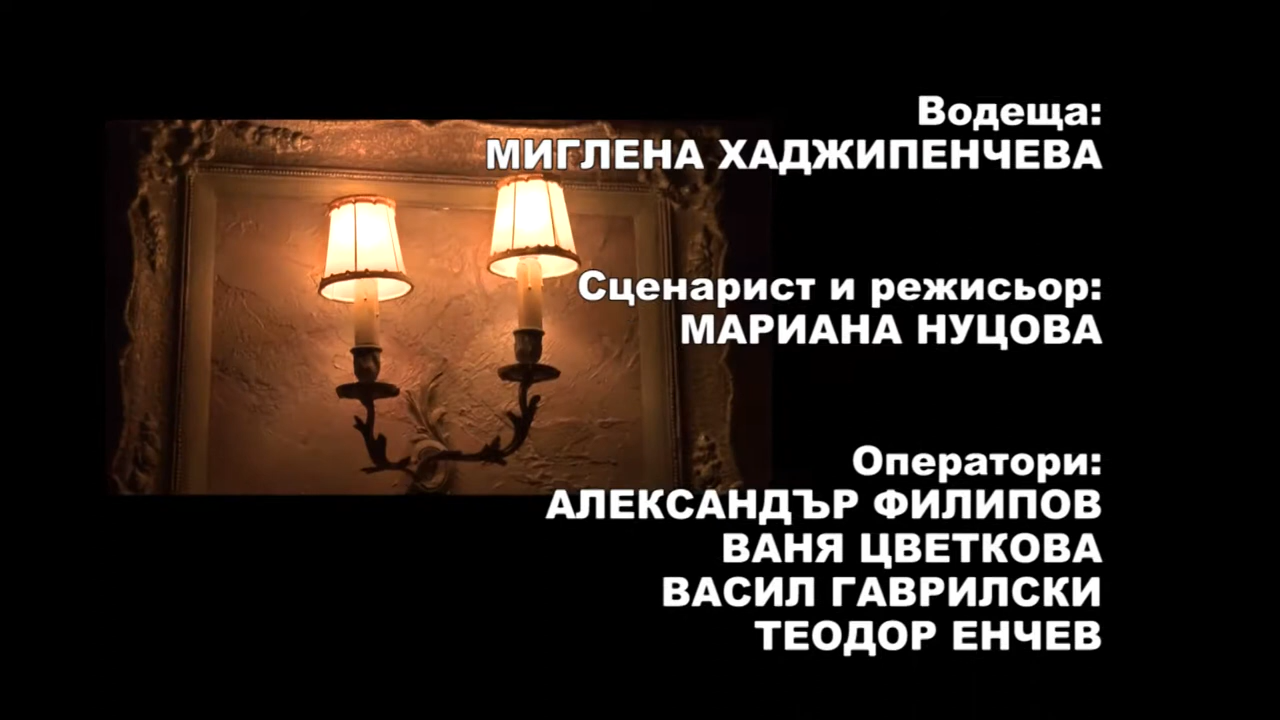 Водеща:
МИГЛЕНА ХАДЖИПЕНЧЕВА
Сценарист и режисьор:
МАРИАНА НУЦОВА
Оператори:
АЛЕКСАНДЪР ФИЛИПОВ
ВАНЯ ЦВЕТКОВА
ВАСИЛ ГАВРИЛСКИ
ТЕОДОР ЕНЧЕВ